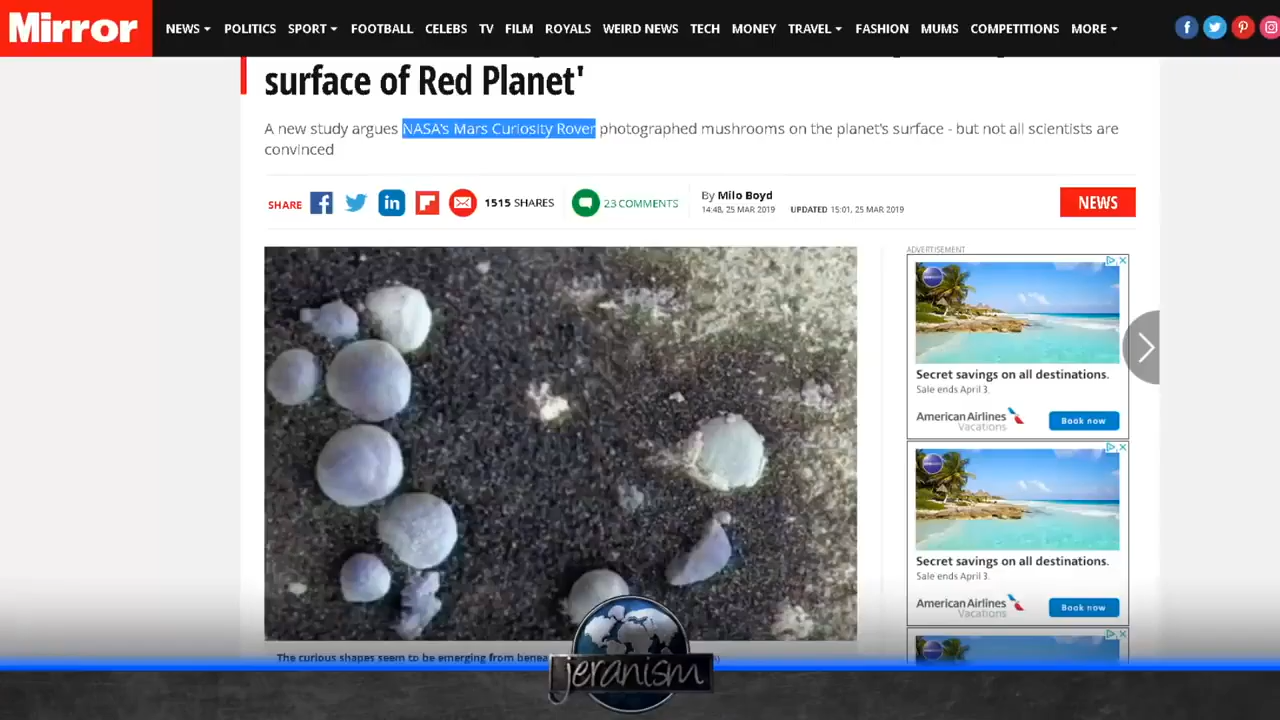 Mirror
NEWS POLITICS SPORT FOOTBALL CELEBS TV FILM ROYALS WEIRD NEWS TECH MONEY TRAVEL FASHION MUMS COMPETITIONS MORE
surface of Red Planet'
A new study argues NASA's Mars Curiosity Rover photographed mushrooms on the planet's surface - but not all scientists are
convinced
SHARE
1515 SHARES
23 COMMENTS
By Milo Boyd
14:48, 25 MAR 2019 UPDATED 15:01, 25 MAR 2019
NEWS
ADVERTISEMENT
Secret savings on all destinations.
Sale ends April 3.
American Airlines
Vacations
Book now
Secret savings on all destinations.
Sale ends April 3.
American Airlines
Vacations
Book now
The curious shapes seem to be emerging from
jeranism